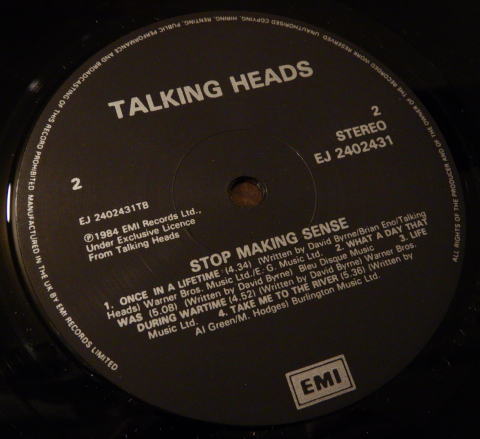 UNAUTHORISED COPYING, HIRING, RENTING, PUBLIC PERFORMANCE AND BROADCASTING OF THIS RECORD PROHIBITED MANUFACTURED IN THE UK BY EMI RECORDS LIMITED
ALL RIGHTS OF THE PRODUCER AND OF THE OWNER OF THE WORK RESERVED
TALKING HEADS
2
STEREO
EJ 2402431
2
EJ 2402431TB
℗1984 EMI Records Ltd.,
Under Exclusive Licence
From Talking Heads
STOP MAKING SENSE
1. ONCE IN A LIFETIME (4.34) (Written by David Byrne/Brian Eno/Talking
Heads) Warner Bros. Music Ltd./E.G. Music Ltd. 2. WHAT A DAY THAT
WAS (5.08) (Written by David Byrne) Bleu Disque Music 3. LIFE
DURING WARTIME (4.52) (Written by David Byrne) Warner Bros.
Music Ltd. 4. TAKE ME TO THE RIVER (5.36) (Written by
Al Green/M. Hodges) Burlington Music Ltd.
EMI